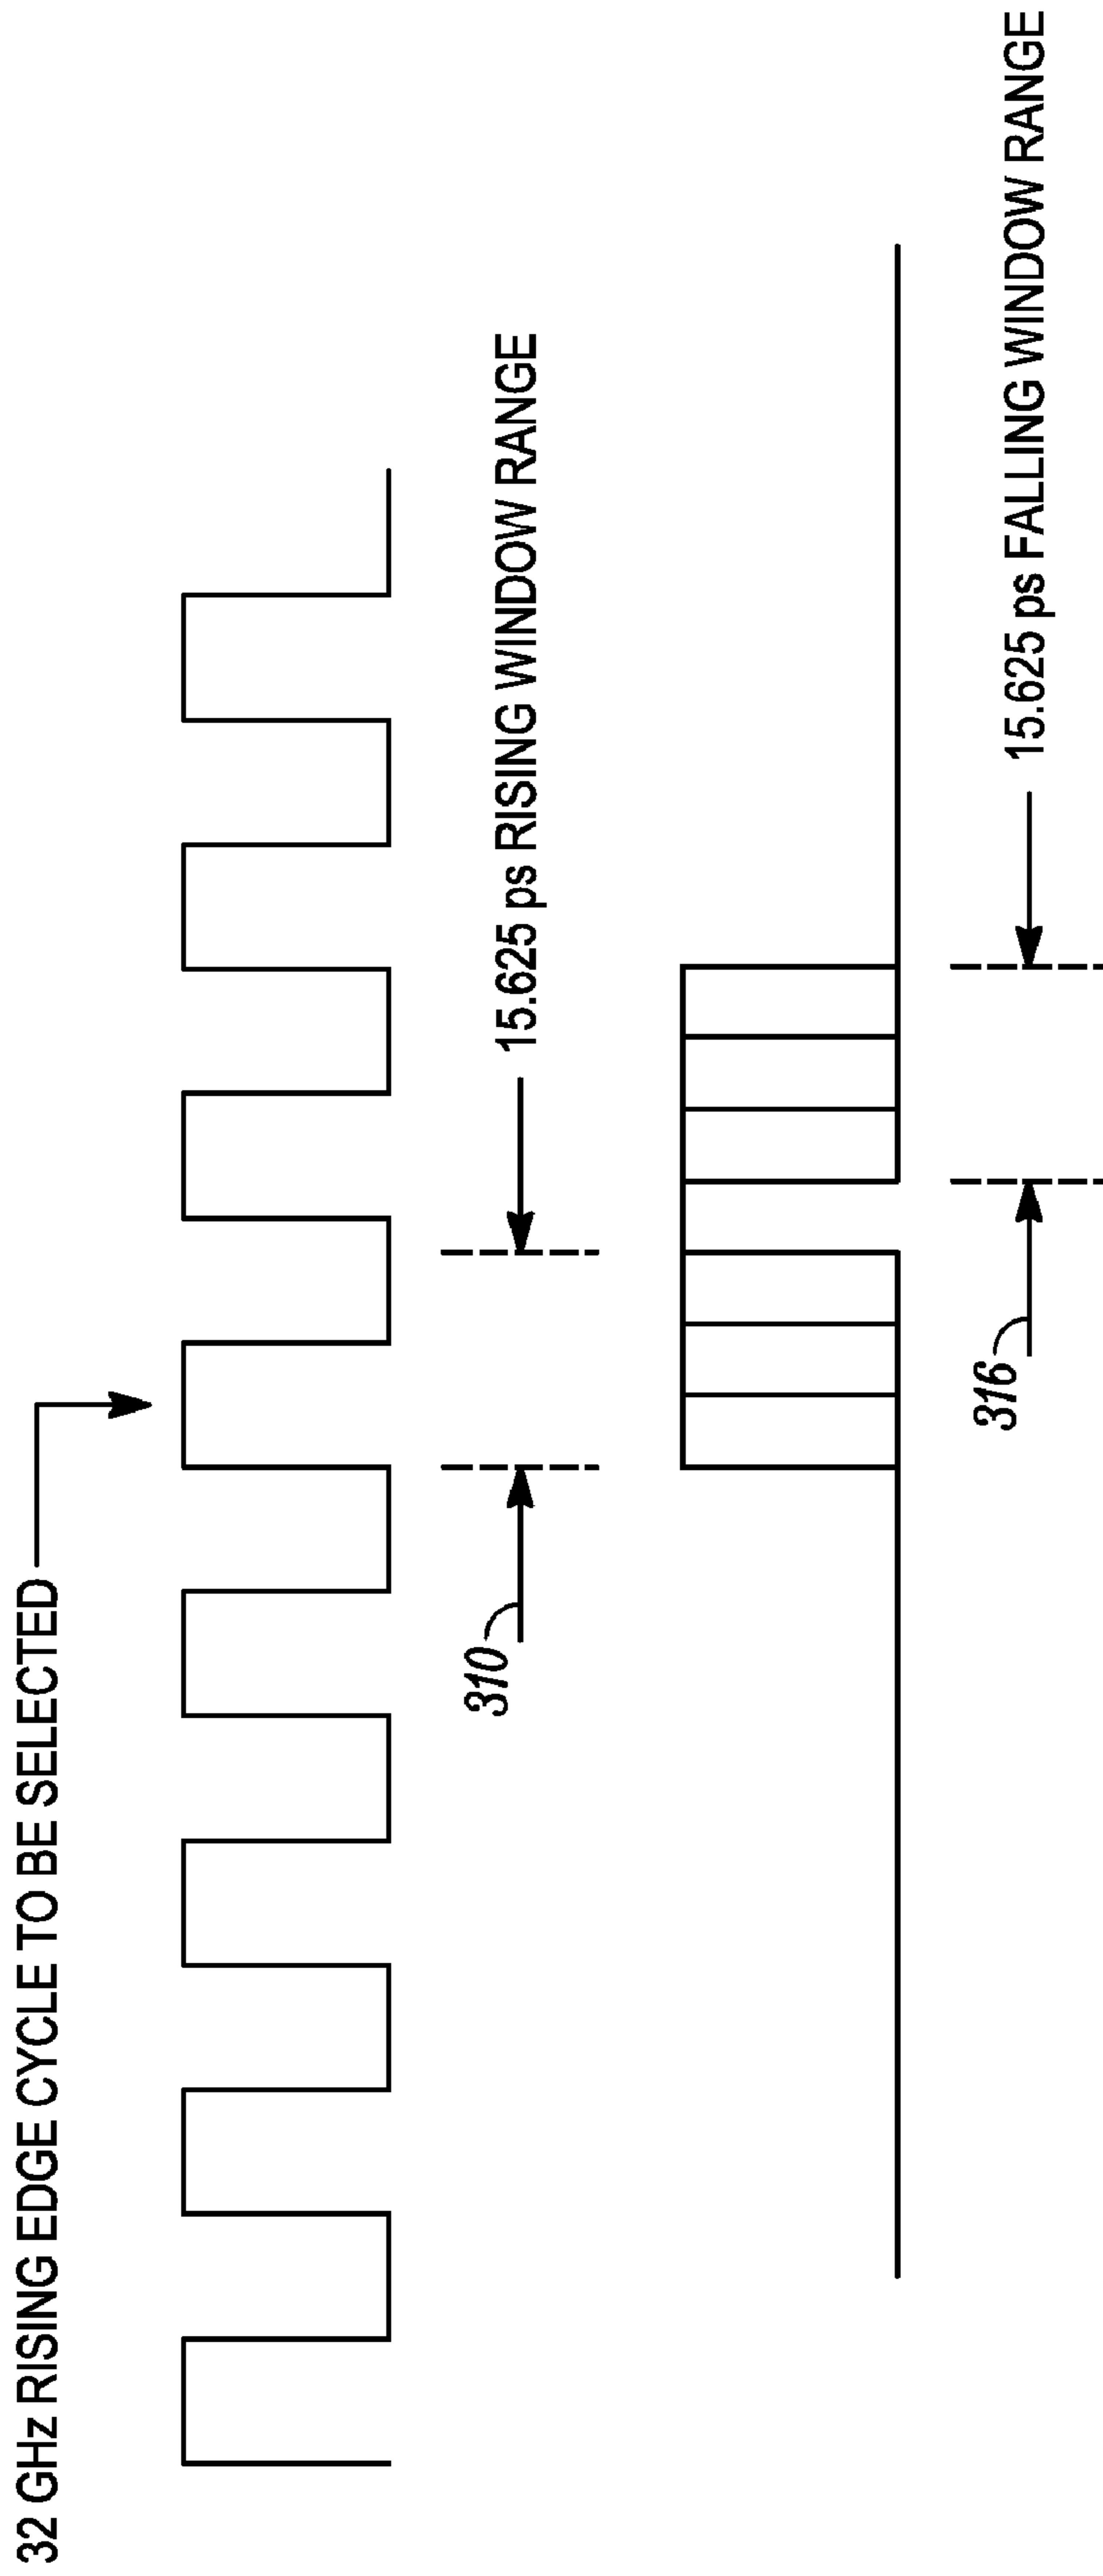 32 GHz RISING EDGE CYCLE TO BE SELECTED
310
15.625 ps RISING WINDOW RANGE
316
15.625 ps FALLING WINDOW RANGE